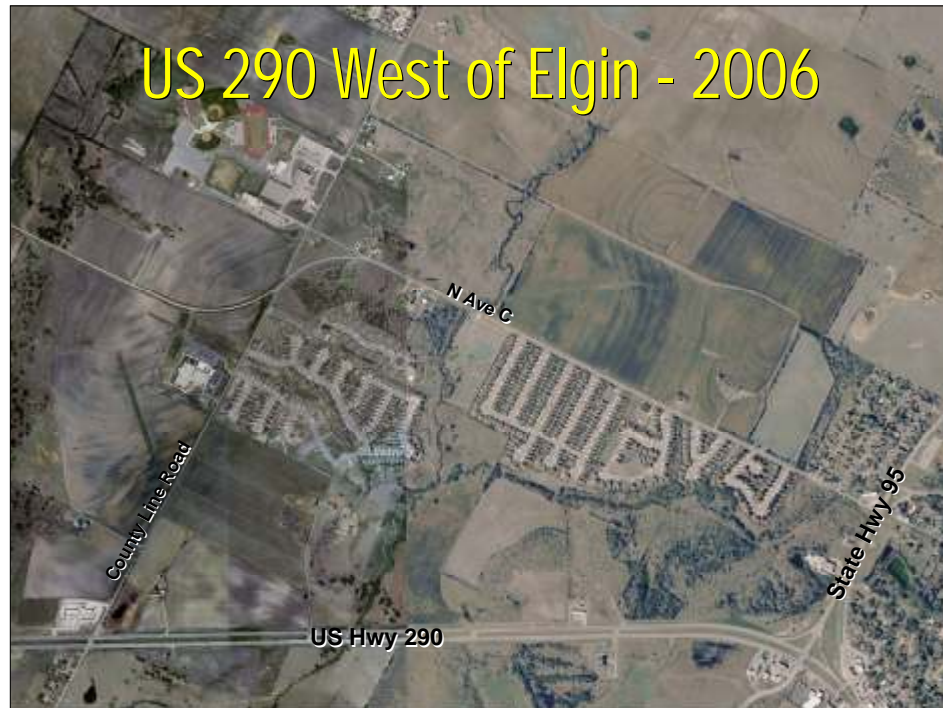 US 290 West of Elgin - 2006
N Ave C
County Line Road
State Hwy 95
US Hwy 290